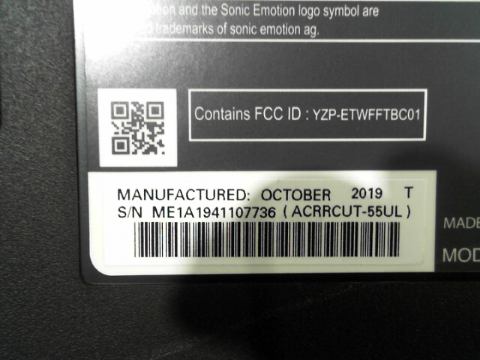 and the Sonic Emotion logo symbol are
trademarks of sonic emotion ag.
Contains FCC ID : YZP-ETWFFTBC01
MANUFACTURED: OCTOBER 2019 T
S/N ME1A1941107736 ( ACRRCUT-55UL )
MADE
MOD